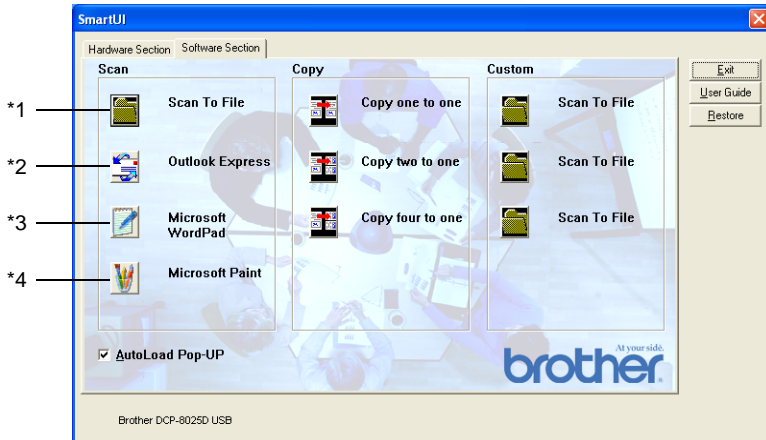 SmartUI
Hardware Section
Software Section
Scan
*1
Scan To File
*2
Outlook Express
*3
Microsoft
WordPad
*4
Microsoft Paint
Copy
Copy one to one
Copy two to one
Copy four to one
Custom
Scan To File
Scan To File
Scan To File
Exit
User Guide
Restore
AutoLoad Pop-UP
At your side.
brother
Brother DCP-8025D USB